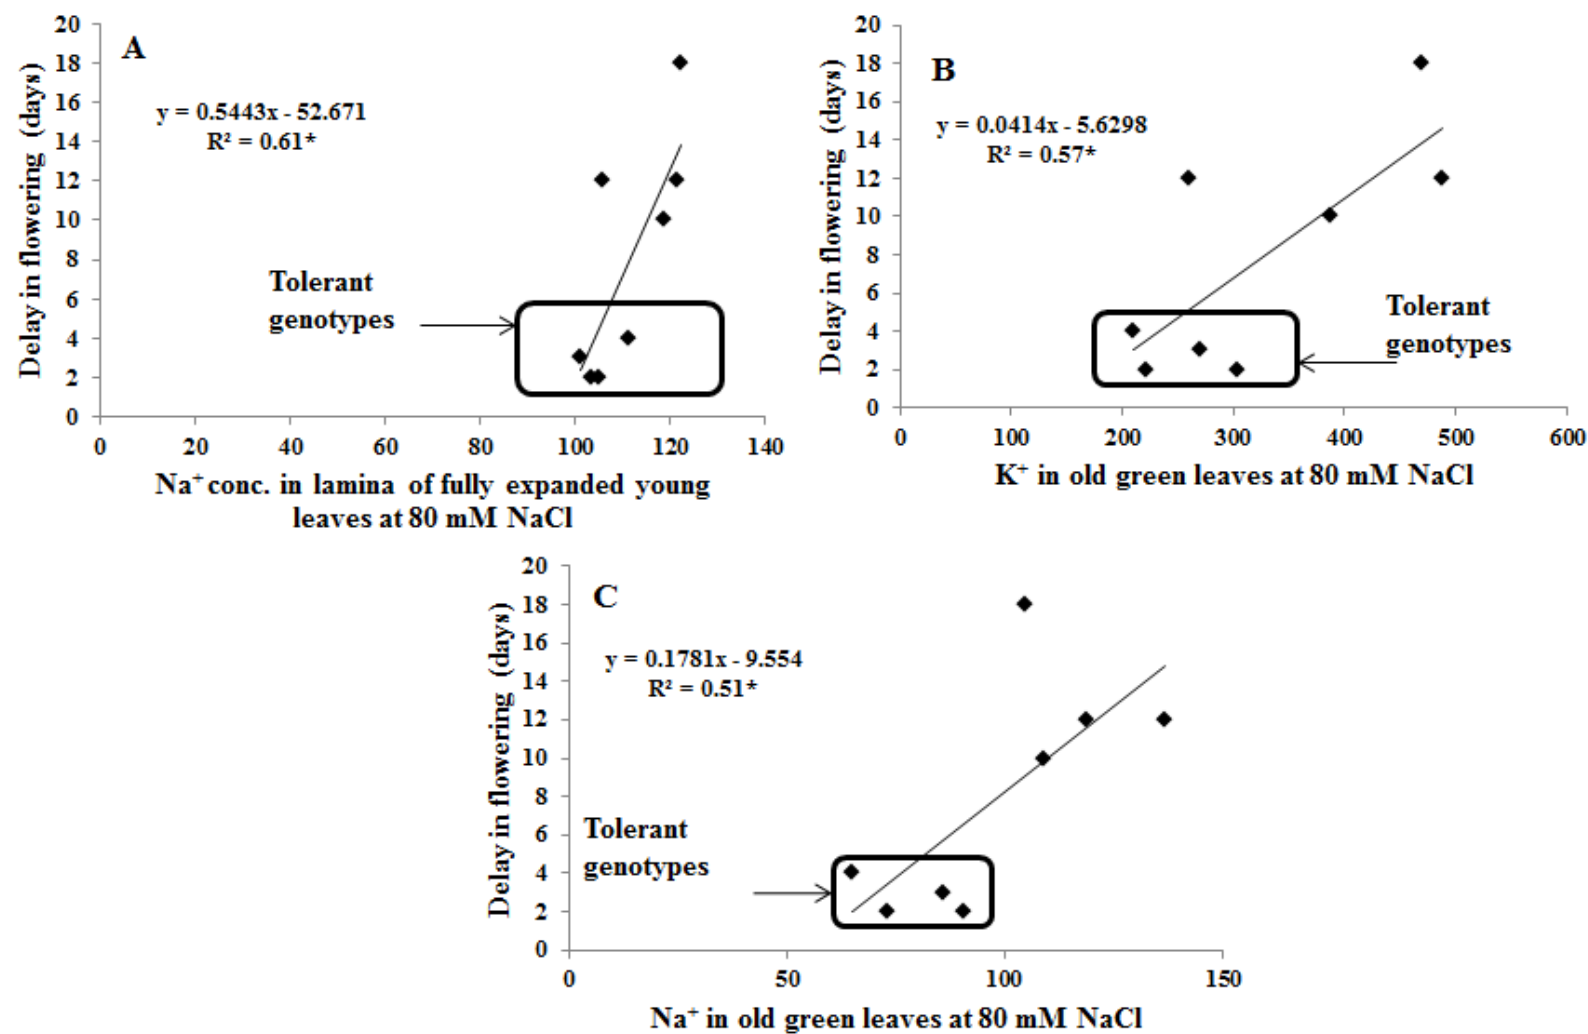 A
y = 0.5443x - 52.671
R² = 0.61*
Tolerant
genotypes
Delay in flowering (days)
20
18
16
14
12
10
8
6
4
2
0
0 20 40 60 80 100 120 140
Na⁺ conc. in lamina of fully expanded young
leaves at 80 mM NaCl
B
y = 0.0414x - 5.6298
R² = 0.57*
Tolerant
genotypes
Delay in flowering (days)
20
18
16
14
12
10
8
6
4
2
0
0 100 200 300 400 500 600
K⁺ in old green leaves at 80 mM NaCl
C
y = 0.1781x - 9.554
R² = 0.51*
Tolerant
genotypes
Delay in flowering (days)
20
18
16
14
12
10
8
6
4
2
0
0 50 100 150
Na⁺ in old green leaves at 80 mM NaCl